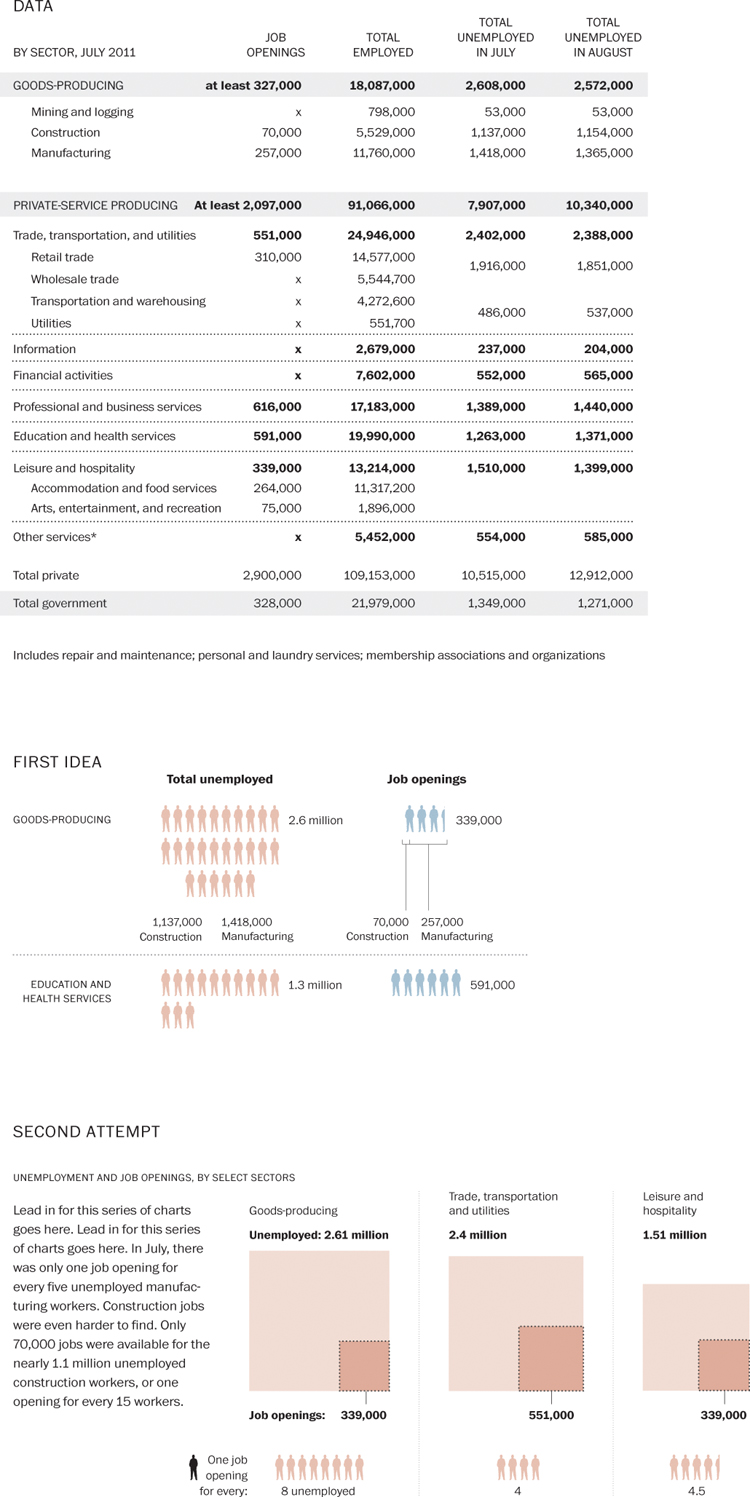 DATA
BY SECTOR, JULY 2011 JOB OPENINGS TOTAL EMPLOYED TOTAL UNEMPLOYED IN JULY TOTAL UNEMPLOYED IN AUGUST
GOODS-PRODUCING at least 327,000 18,087,000 2,608,000 2,572,000
Mining and logging x 798,000 53,000 53,000
Construction 70,000 5,529,000 1,137,000 1,154,000
Manufacturing 257,000 11,760,000 1,418,000 1,365,000
PRIVATE-SERVICE PRODUCING At least 2,097,000 91,066,000 7,907,000 10,340,000
Trade, transportation, and utilities 551,000 24,946,000 2,402,000 2,388,000
Retail trade 310,000 14,577,000
1,916,000 1,851,000
Wholesale trade x 5,544,700
Transportation and warehousing x 4,272,600
486,000 537,000
Utilities x 551,700
Information x 2,679,000 237,000 204,000
Financial activities x 7,602,000 552,000 565,000
Professional and business services 616,000 17,183,000 1,389,000 1,440,000
Education and health services 591,000 19,990,000 1,263,000 1,371,000
Leisure and hospitality 339,000 13,214,000 1,510,000 1,399,000
Accommodation and food services 264,000 11,317,200
Arts, entertainment, and recreation 75,000 1,896,000
Other services* x 5,452,000 554,000 585,000
Total private 2,900,000 109,153,000 10,515,000 12,912,000
Total government 328,000 21,979,000 1,349,000 1,271,000
Includes repair and maintenance; personal and laundry services; membership associations and organizations
FIRST IDEA
Total unemployed Job openings
GOODS-PRODUCING 2.6 million 339,000
1,137,000 1,418,000 70,000 257,000
Construction Manufacturing Construction Manufacturing
EDUCATION AND
HEALTH SERVICES
1.3 million 591,000
SECOND ATTEMPT
UNEMPLOYMENT AND JOB OPENINGS, BY SELECT SECTORS
Lead in for this series of charts
goes here. Lead in for this series
of charts goes here. In July, there
was only one job opening for
every five unemployed manufac-
turing workers. Construction jobs
were even harder to find. Only
70,000 jobs were available for the
nearly 1.1 million unemployed
construction workers, or one
opening for every 15 workers.
Goods-producing
Unemployed: 2.61 million
Job openings: 339,000
Trade, transportation
and utilities
2.4 million
551,000
Leisure and
hospitality
1.51 million
339,000
One job
opening
for every:
8 unemployed
4
4.5